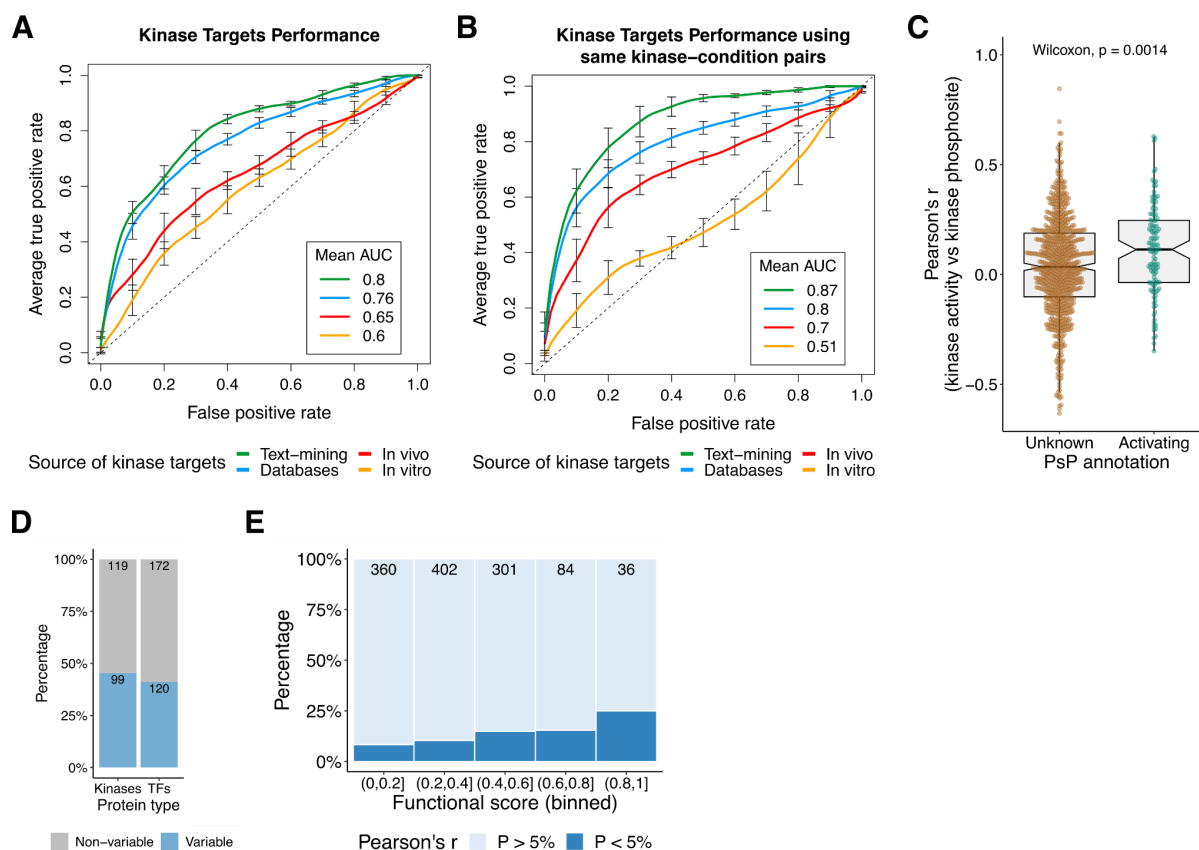 A
Kinase Targets Performance
Average true positive rate
1.0
0.8
0.6
0.4
0.2
0.0
0.0 0.2 0.4 0.6 0.8 1.0
False positive rate
Mean AUC
0.8
0.76
0.65
0.6
Source of kinase targets
Text−mining
Databases
In vivo
In vitro
B
Kinase Targets Performance using
same kinase−condition pairs
Average true positive rate
1.0
0.8
0.6
0.4
0.2
0.0
0.0 0.2 0.4 0.6 0.8 1.0
False positive rate
Mean AUC
0.87
0.8
0.7
0.51
Source of kinase targets
Text−mining
Databases
In vivo
In vitro
C
Wilcoxon, p = 0.0014
Pearson's r
(kinase activity vs kinase phosphosite)
1.0
0.5
0.0
−0.5
Unknown Activating
PsP annotation
D
Percentage
100%
75%
50%
25%
0%
119 172
99 120
Kinases TFs
Protein type
Non−variable Variable
E
Percentage
100%
75%
50%
25%
0%
360 402 301 84 36
(0,0.2] (0.2,0.4] (0.4,0.6] (0.6,0.8] (0.8,1]
Functional score (binned)
Pearson's r P > 5% P < 5%